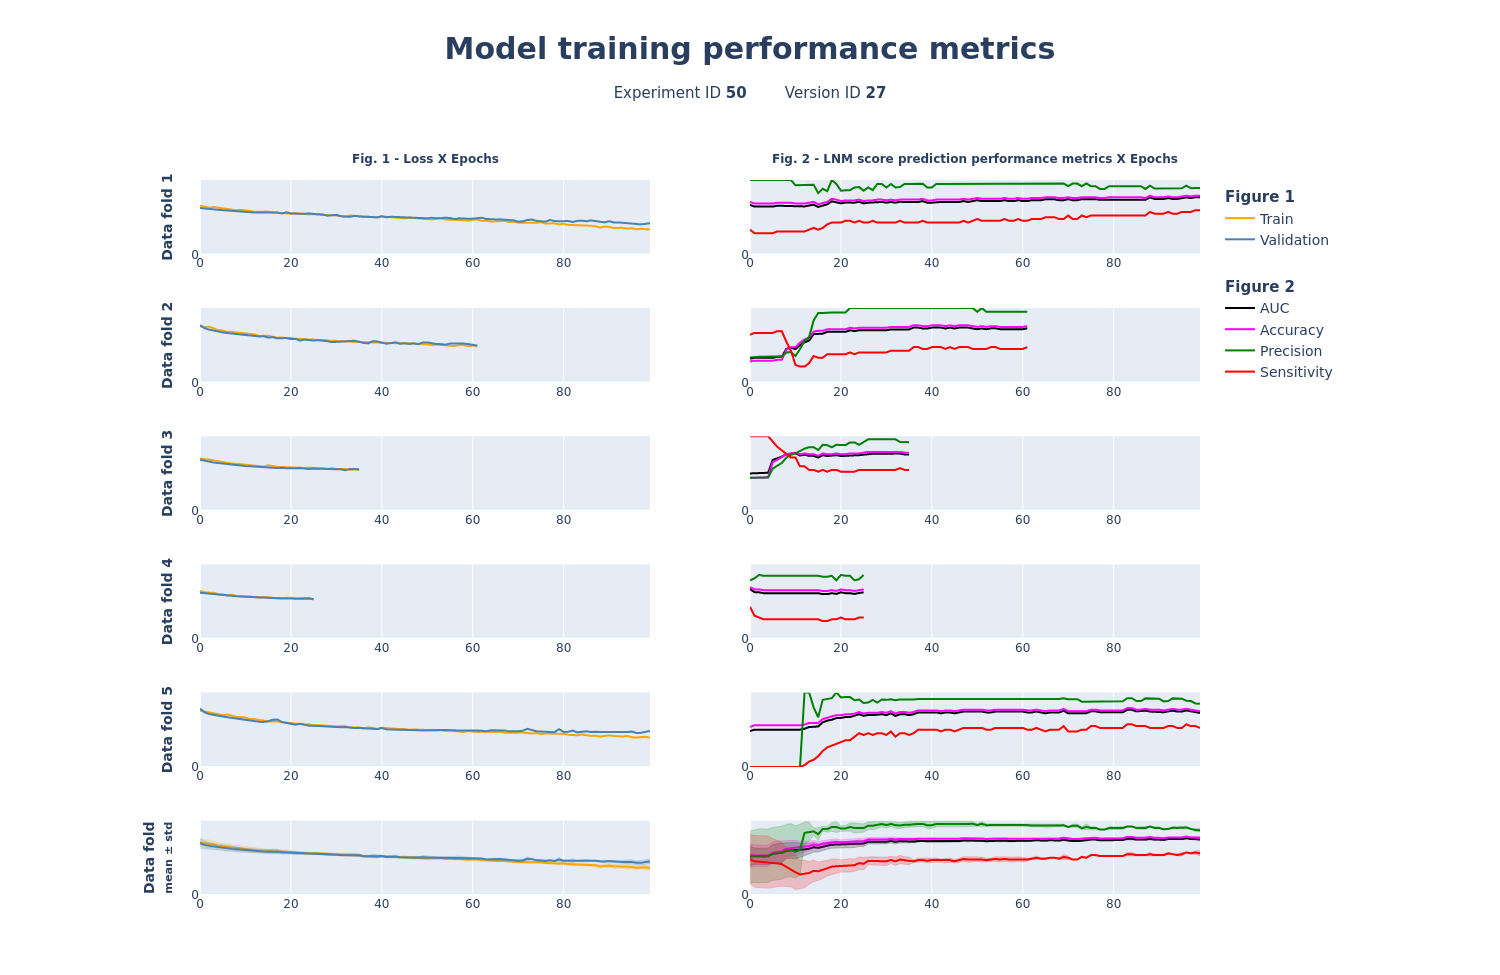 Model training performance metrics
Experiment ID 50 Version ID 27
Fig. 1 - Loss X Epochs
Fig. 2 - LNM score prediction performance metrics X Epochs
Data fold 1
0
0 20 40 60 80
0
0 20 40 60 80
Figure 1
Train
Validation
Figure 2
AUC
Accuracy
Precision
Sensitivity
Data fold 2
0
0 20 40 60 80
0
0 20 40 60 80
Data fold 3
0
0 20 40 60 80
0
0 20 40 60 80
Data fold 4
0
0 20 40 60 80
0
0 20 40 60 80
Data fold 5
0
0 20 40 60 80
0
0 20 40 60 80
Data fold
mean ± std
0
0 20 40 60 80
0
0 20 40 60 80